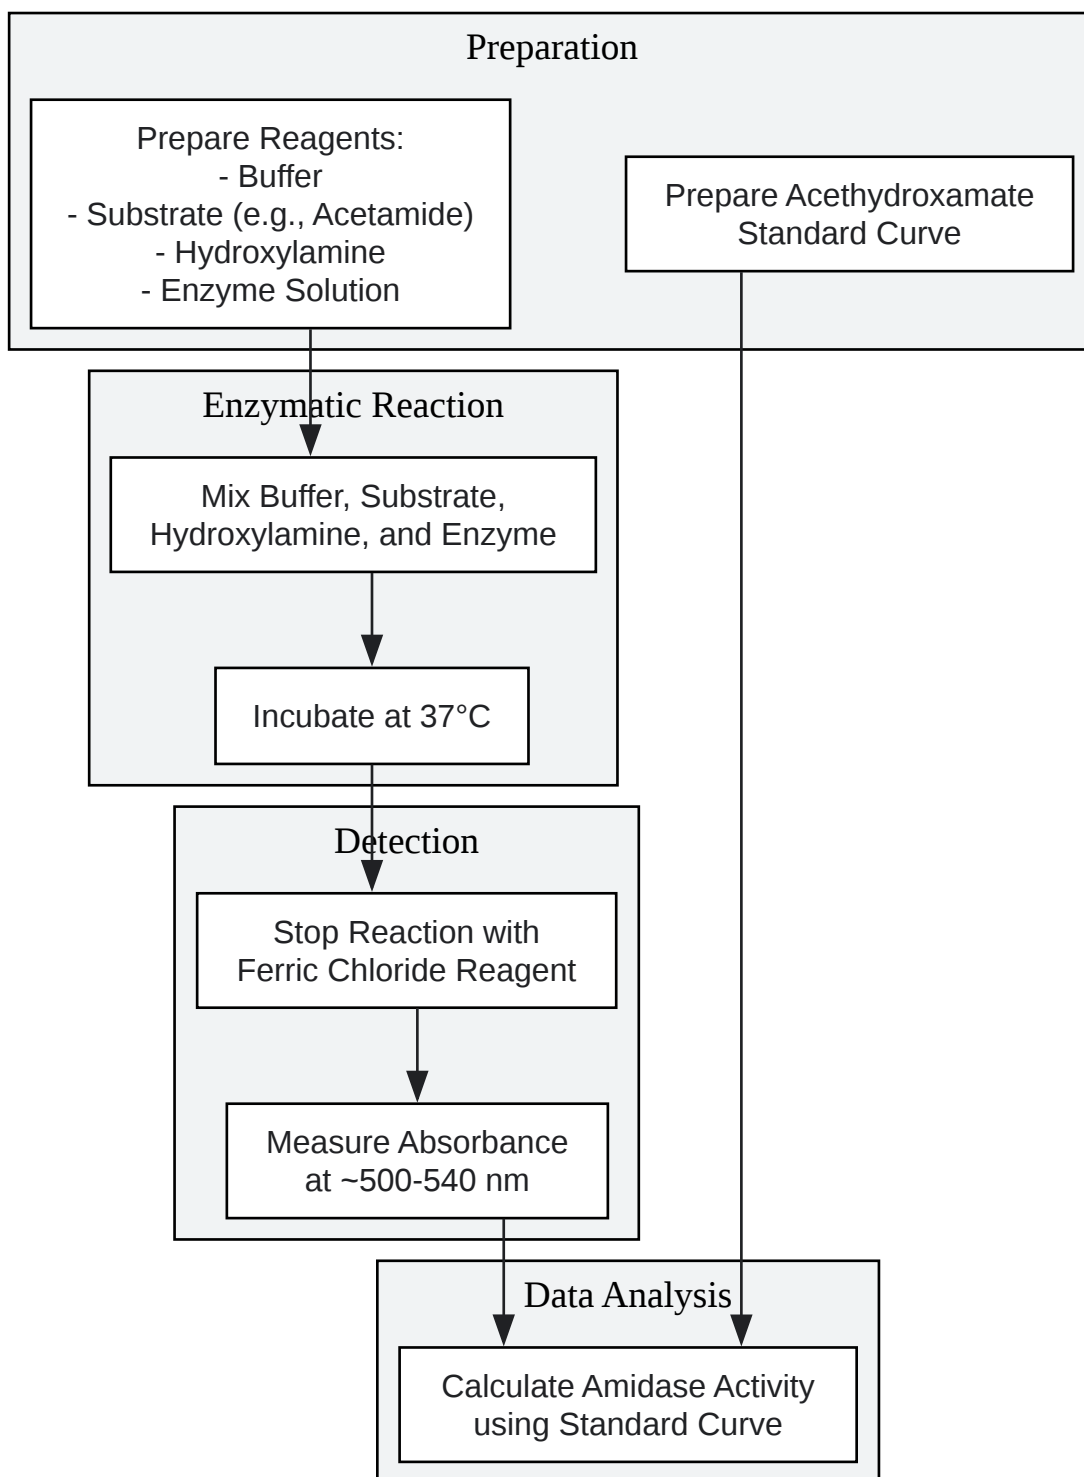 Preparation
Prepare Reagents:
- Buffer
- Substrate (e.g., Acetamide)
- Hydroxylamine
- Enzyme Solution
Prepare Acethydroxamate
Standard Curve
Enzymatic Reaction
Mix Buffer, Substrate,
Hydroxylamine, and Enzyme
Incubate at 37°C
Detection
Stop Reaction with
Ferric Chloride Reagent
Measure Absorbance
at ~500-540 nm
Data Analysis
Calculate Amidase Activity
using Standard Curve